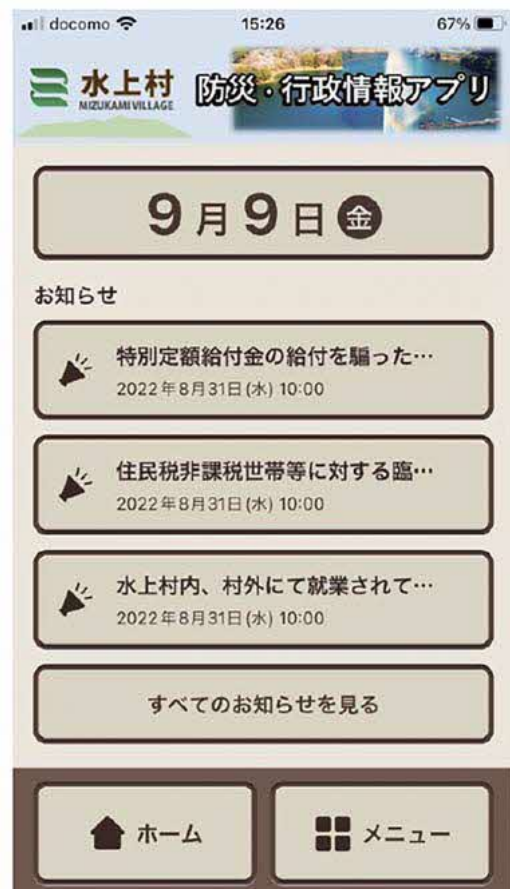 docomo 15:26 67%
水上村 防災・行政情報アプリ
MIZUKAMI VILLAGE
9月9日 金
お知らせ
特別定額給付金の給付を騙った…
2022年8月31日(水) 10:00
住民税非課税世帯等に対する臨…
2022年8月31日(水) 10:00
水上村内、村外にて就業されて…
2022年8月31日(水) 10:00
すべてのお知らせを見る
ホーム メニュー